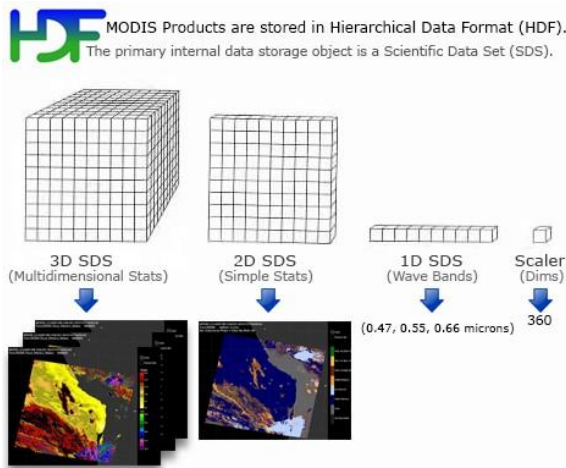 HDF
MODIS Products are stored in Hierarchical Data Format (HDF).
The primary internal data storage object is a Scientific Data Set (SDS).
3D SDS
(Multidimensional Stats)
2D SDS
(Simple Stats)
1D SDS
(Wave Bands)
Scaler
(Dims)
(0.47, 0.55, 0.66 microns)
360